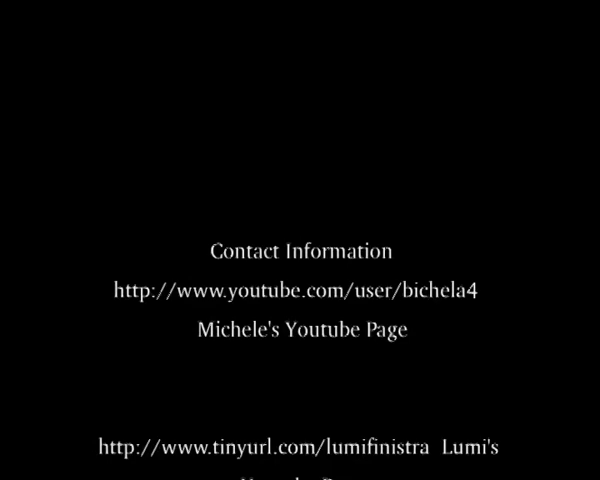 Contact Information
http://www.youtube.com/user/bichela4
Michele's Youtube Page
http://www.tinyurl.com/lumifinistra Lumi's